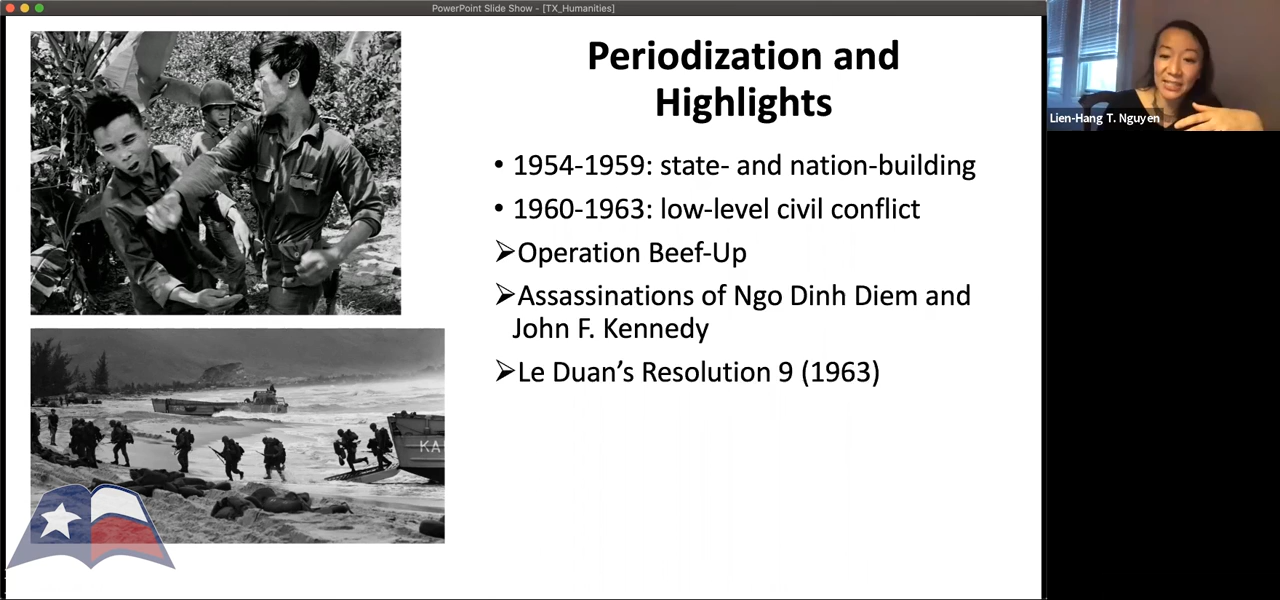 PowerPoint Slide Show - [TX_Humanities]
Periodization and
Highlights
• 1954-1959: state- and nation-building
• 1960-1963: low-level civil conflict
➢Operation Beef-Up
➢Assassinations of Ngo Dinh Diem and
John F. Kennedy
➢Le Duan’s Resolution 9 (1963)
KA
Lien-Hang T. Nguyen